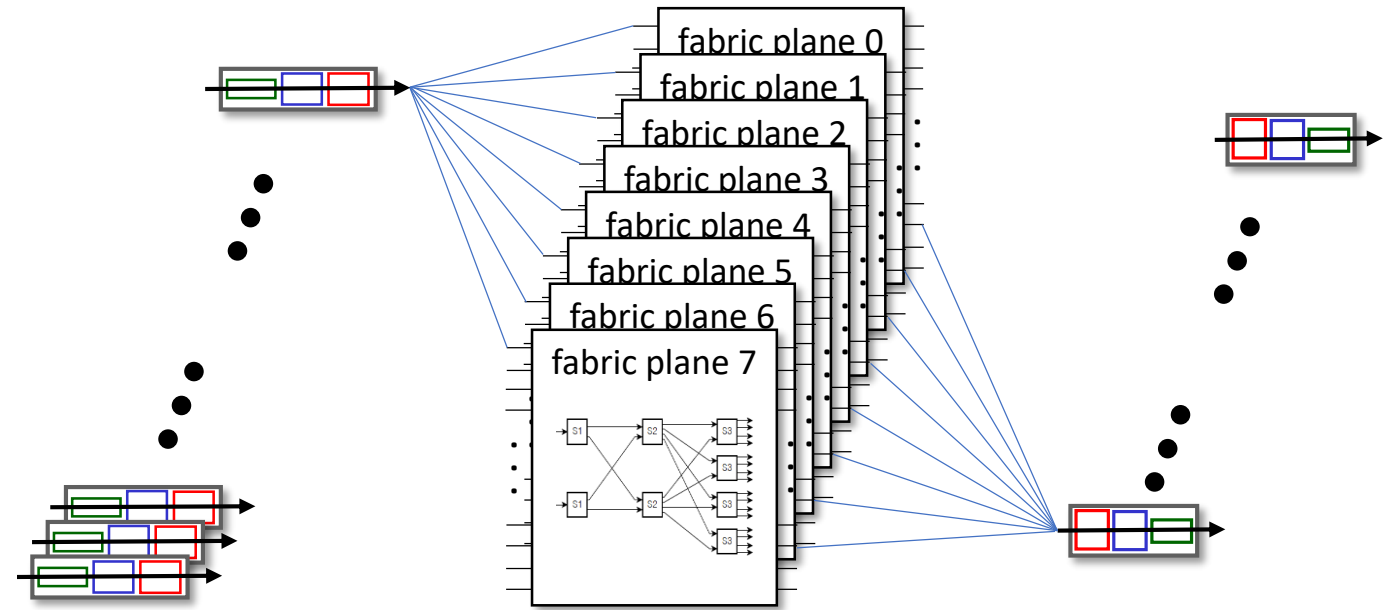 fabric plane 0
fabric plane 1
fabric plane 2
fabric plane 3
fabric plane 4
fabric plane 5
fabric plane 6
fabric plane 7
S1 S2 S3
S3
S1 S2 S3
S3